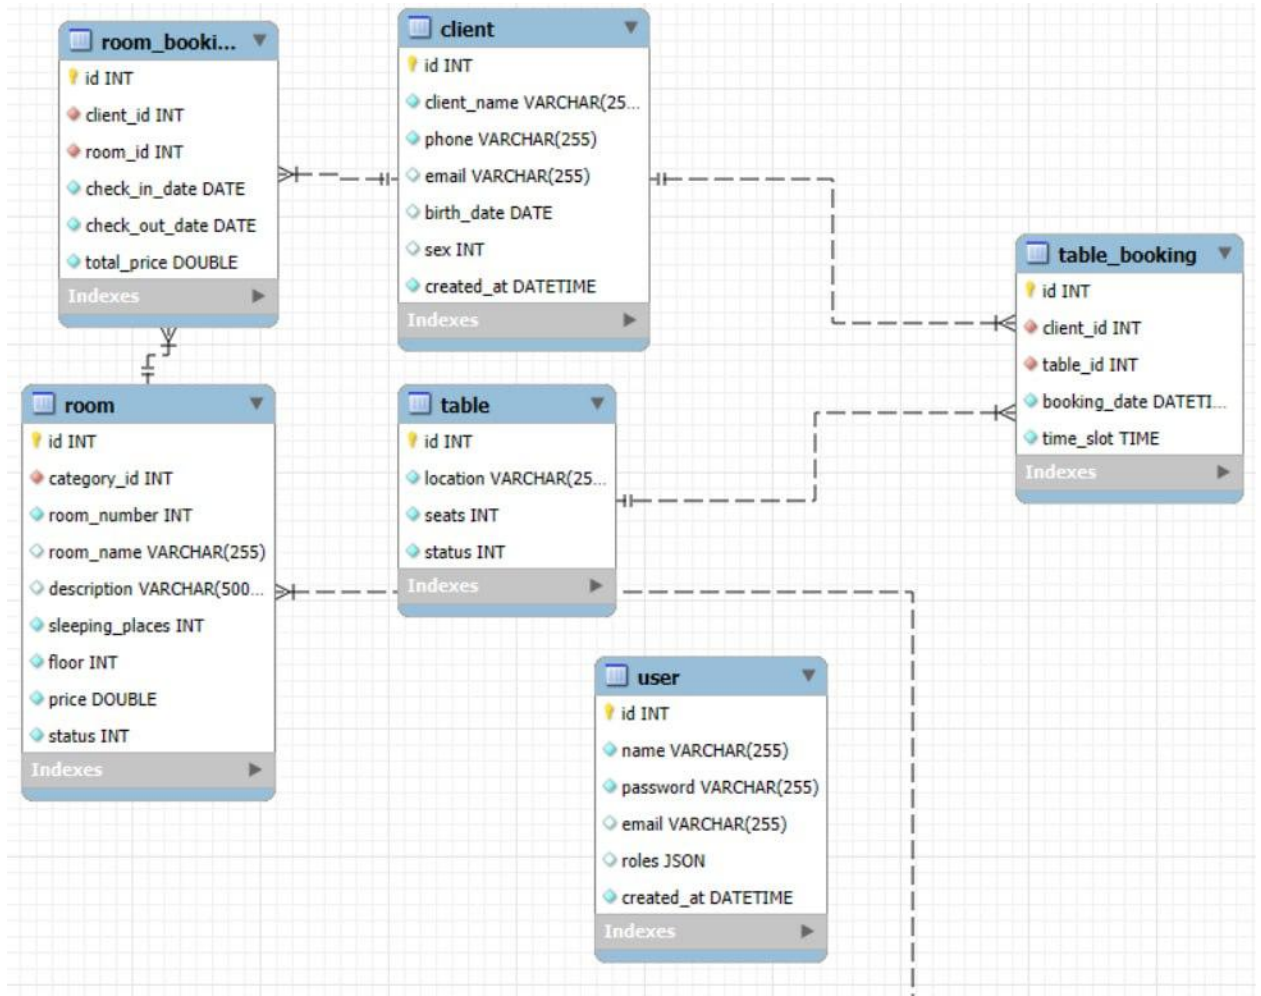 room_booki...
id INT
client_id INT
room_id INT
check_in_date DATE
check_out_date DATE
total_price DOUBLE
Indexes
client
id INT
client_name VARCHAR(25...
phone VARCHAR(255)
email VARCHAR(255)
birth_date DATE
sex INT
created_at DATETIME
Indexes
table_booking
id INT
client_id INT
table_id INT
booking_date DATETI...
time_slot TIME
Indexes
room
id INT
category_id INT
room_number INT
room_name VARCHAR(255)
description VARCHAR(500...
sleeping_places INT
floor INT
price DOUBLE
status INT
Indexes
table
id INT
location VARCHAR(25...
seats INT
status INT
Indexes
user
id INT
name VARCHAR(255)
password VARCHAR(255)
email VARCHAR(255)
roles JSON
created_at DATETIME
Indexes